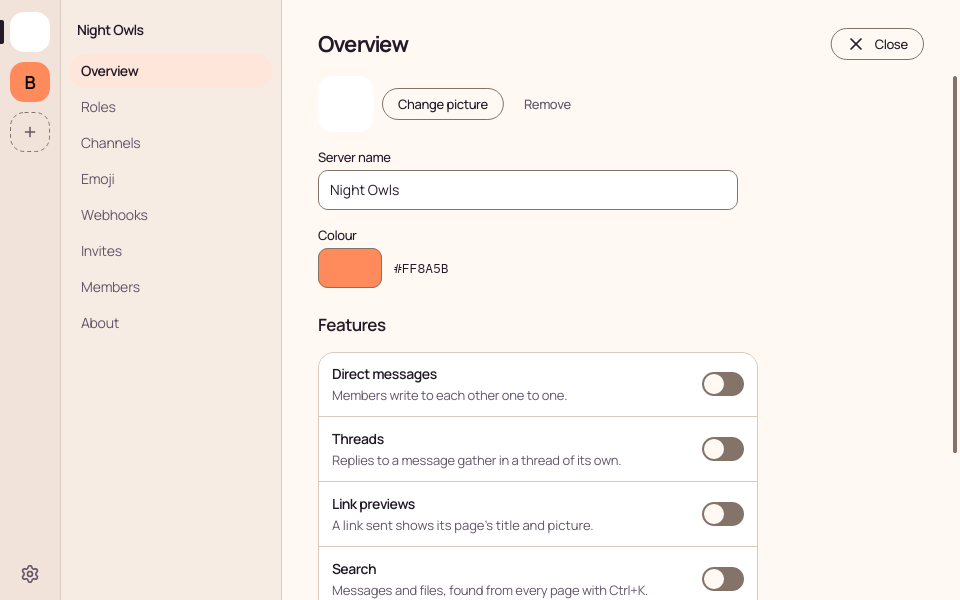 Night Owls
B
Overview
Roles
Channels
Emoji
Webhooks
Invites
Members
About
Overview
Close
Change picture
Remove
Server name
Night Owls
Colour
#FF8A5B
Features
Direct messages
Members write to each other one to one.
Threads
Replies to a message gather in a thread of its own.
Link previews
A link sent shows its page's title and picture.
Search
Messages and files, found from every page with Ctrl+K.